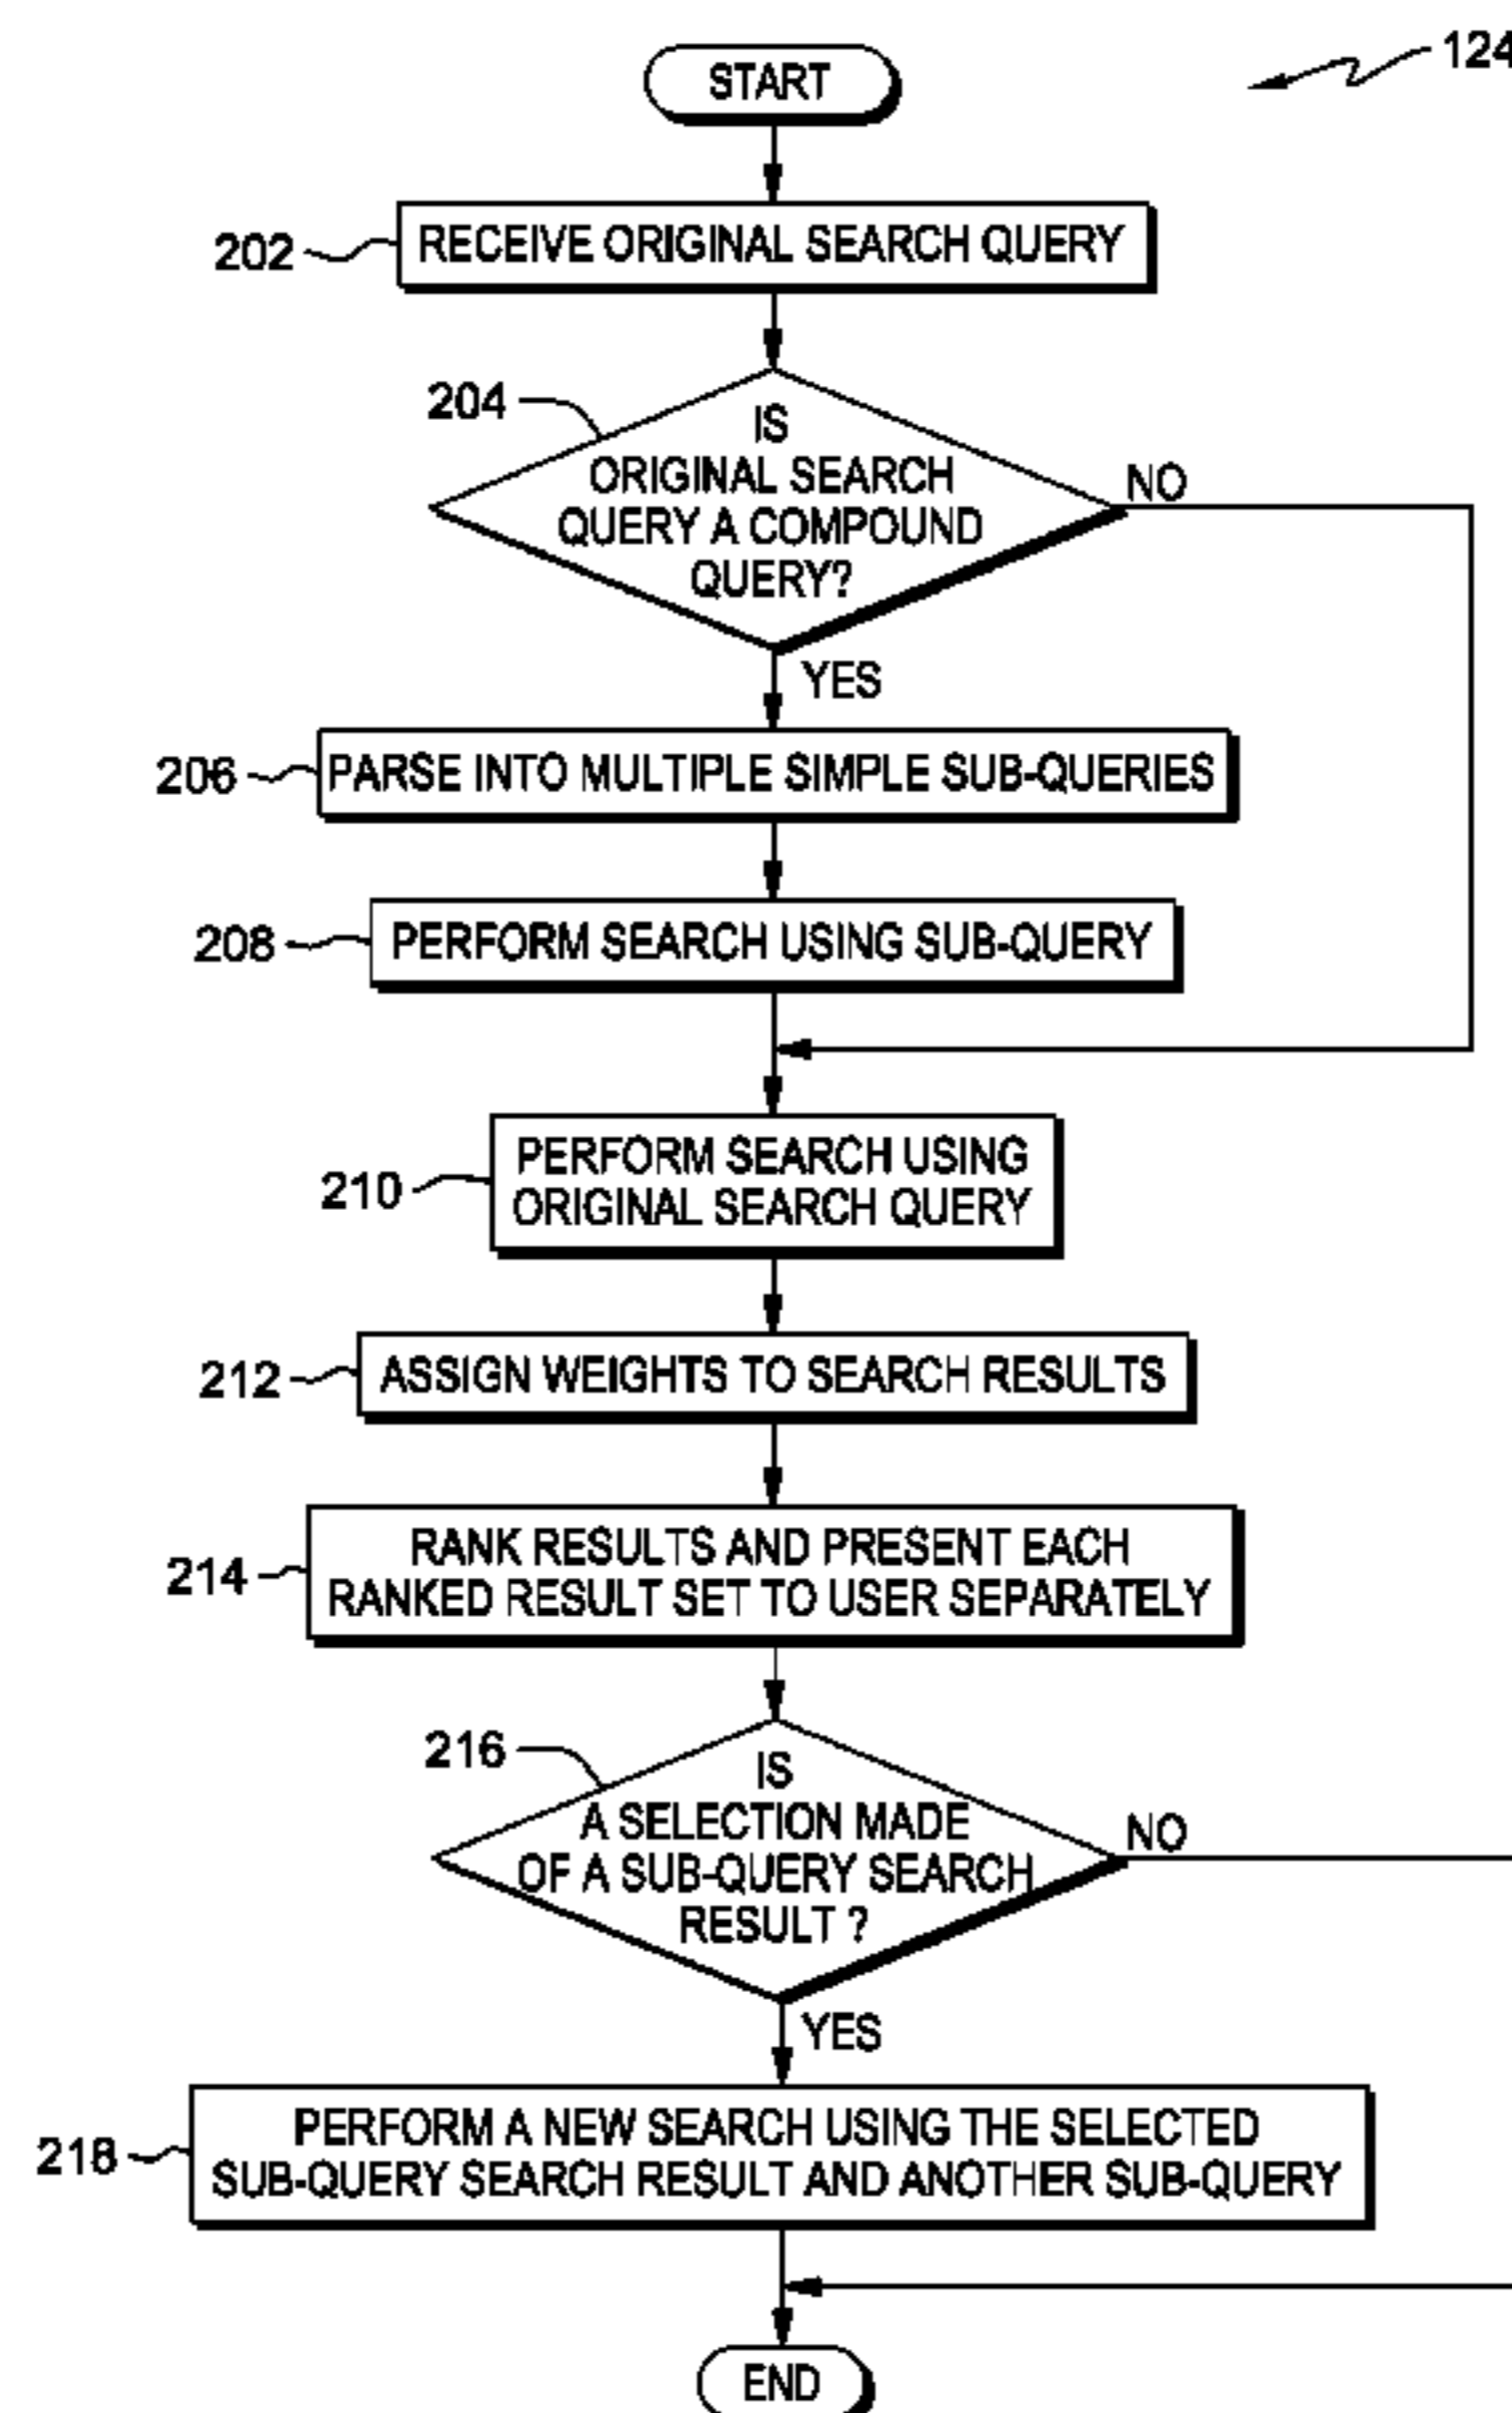 124
START
202
RECEIVE ORIGINAL SEARCH QUERY
204
IS
ORIGINAL SEARCH
QUERY A COMPOUND
QUERY?
NO
YES
206
PARSE INTO MULTIPLE SIMPLE SUB-QUERIES
208
PERFORM SEARCH USING SUB-QUERY
210
PERFORM SEARCH USING
ORIGINAL SEARCH QUERY
212
ASSIGN WEIGHTS TO SEARCH RESULTS
214
RANK RESULTS AND PRESENT EACH
RANKED RESULT SET TO USER SEPARATELY
216
IS
A SELECTION MADE
OF A SUB-QUERY SEARCH
RESULT ?
NO
YES
218
PERFORM A NEW SEARCH USING THE SELECTED
SUB-QUERY SEARCH RESULT AND ANOTHER SUB-QUERY
END